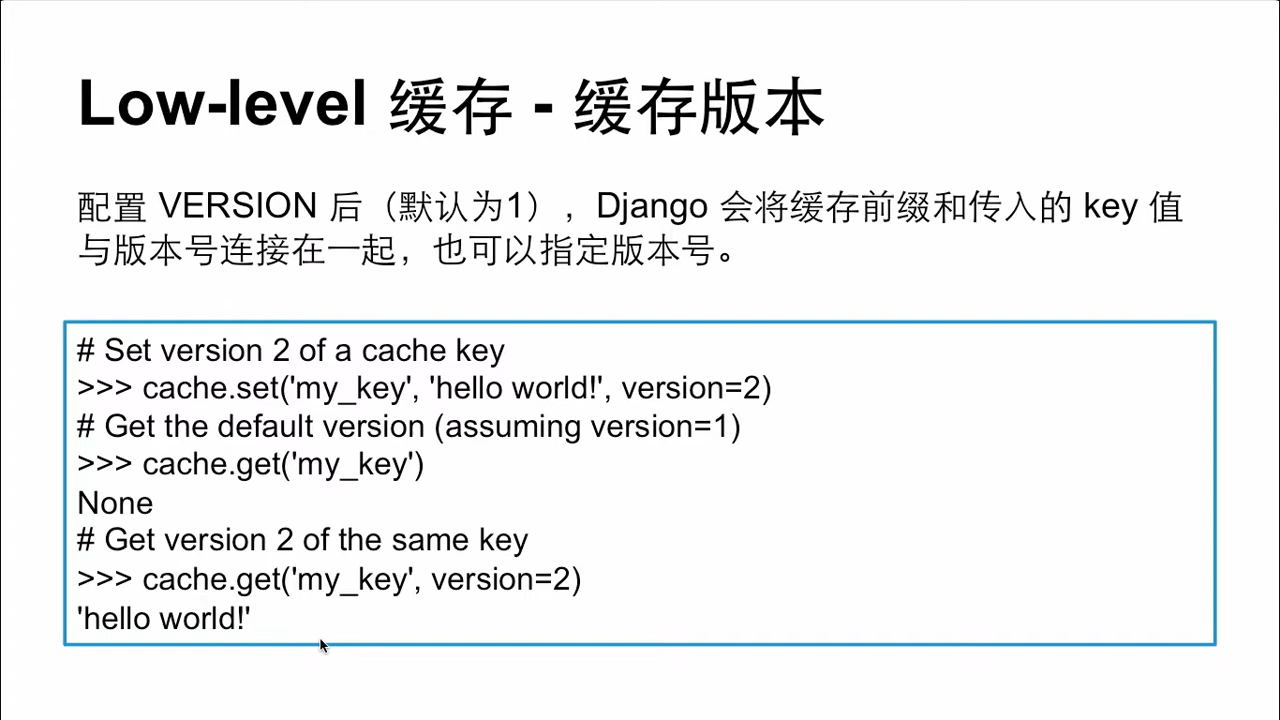 Low-level 缓存 - 缓存版本
配置 VERSION 后（默认为1），Django 会将缓存前缀和传入的 key 值
与版本号连接在一起，也可以指定版本号。
# Set version 2 of a cache key
>>> cache.set('my_key', 'hello world!', version=2)
# Get the default version (assuming version=1)
>>> cache.get('my_key')
None
# Get version 2 of the same key
>>> cache.get('my_key', version=2)
'hello world!'